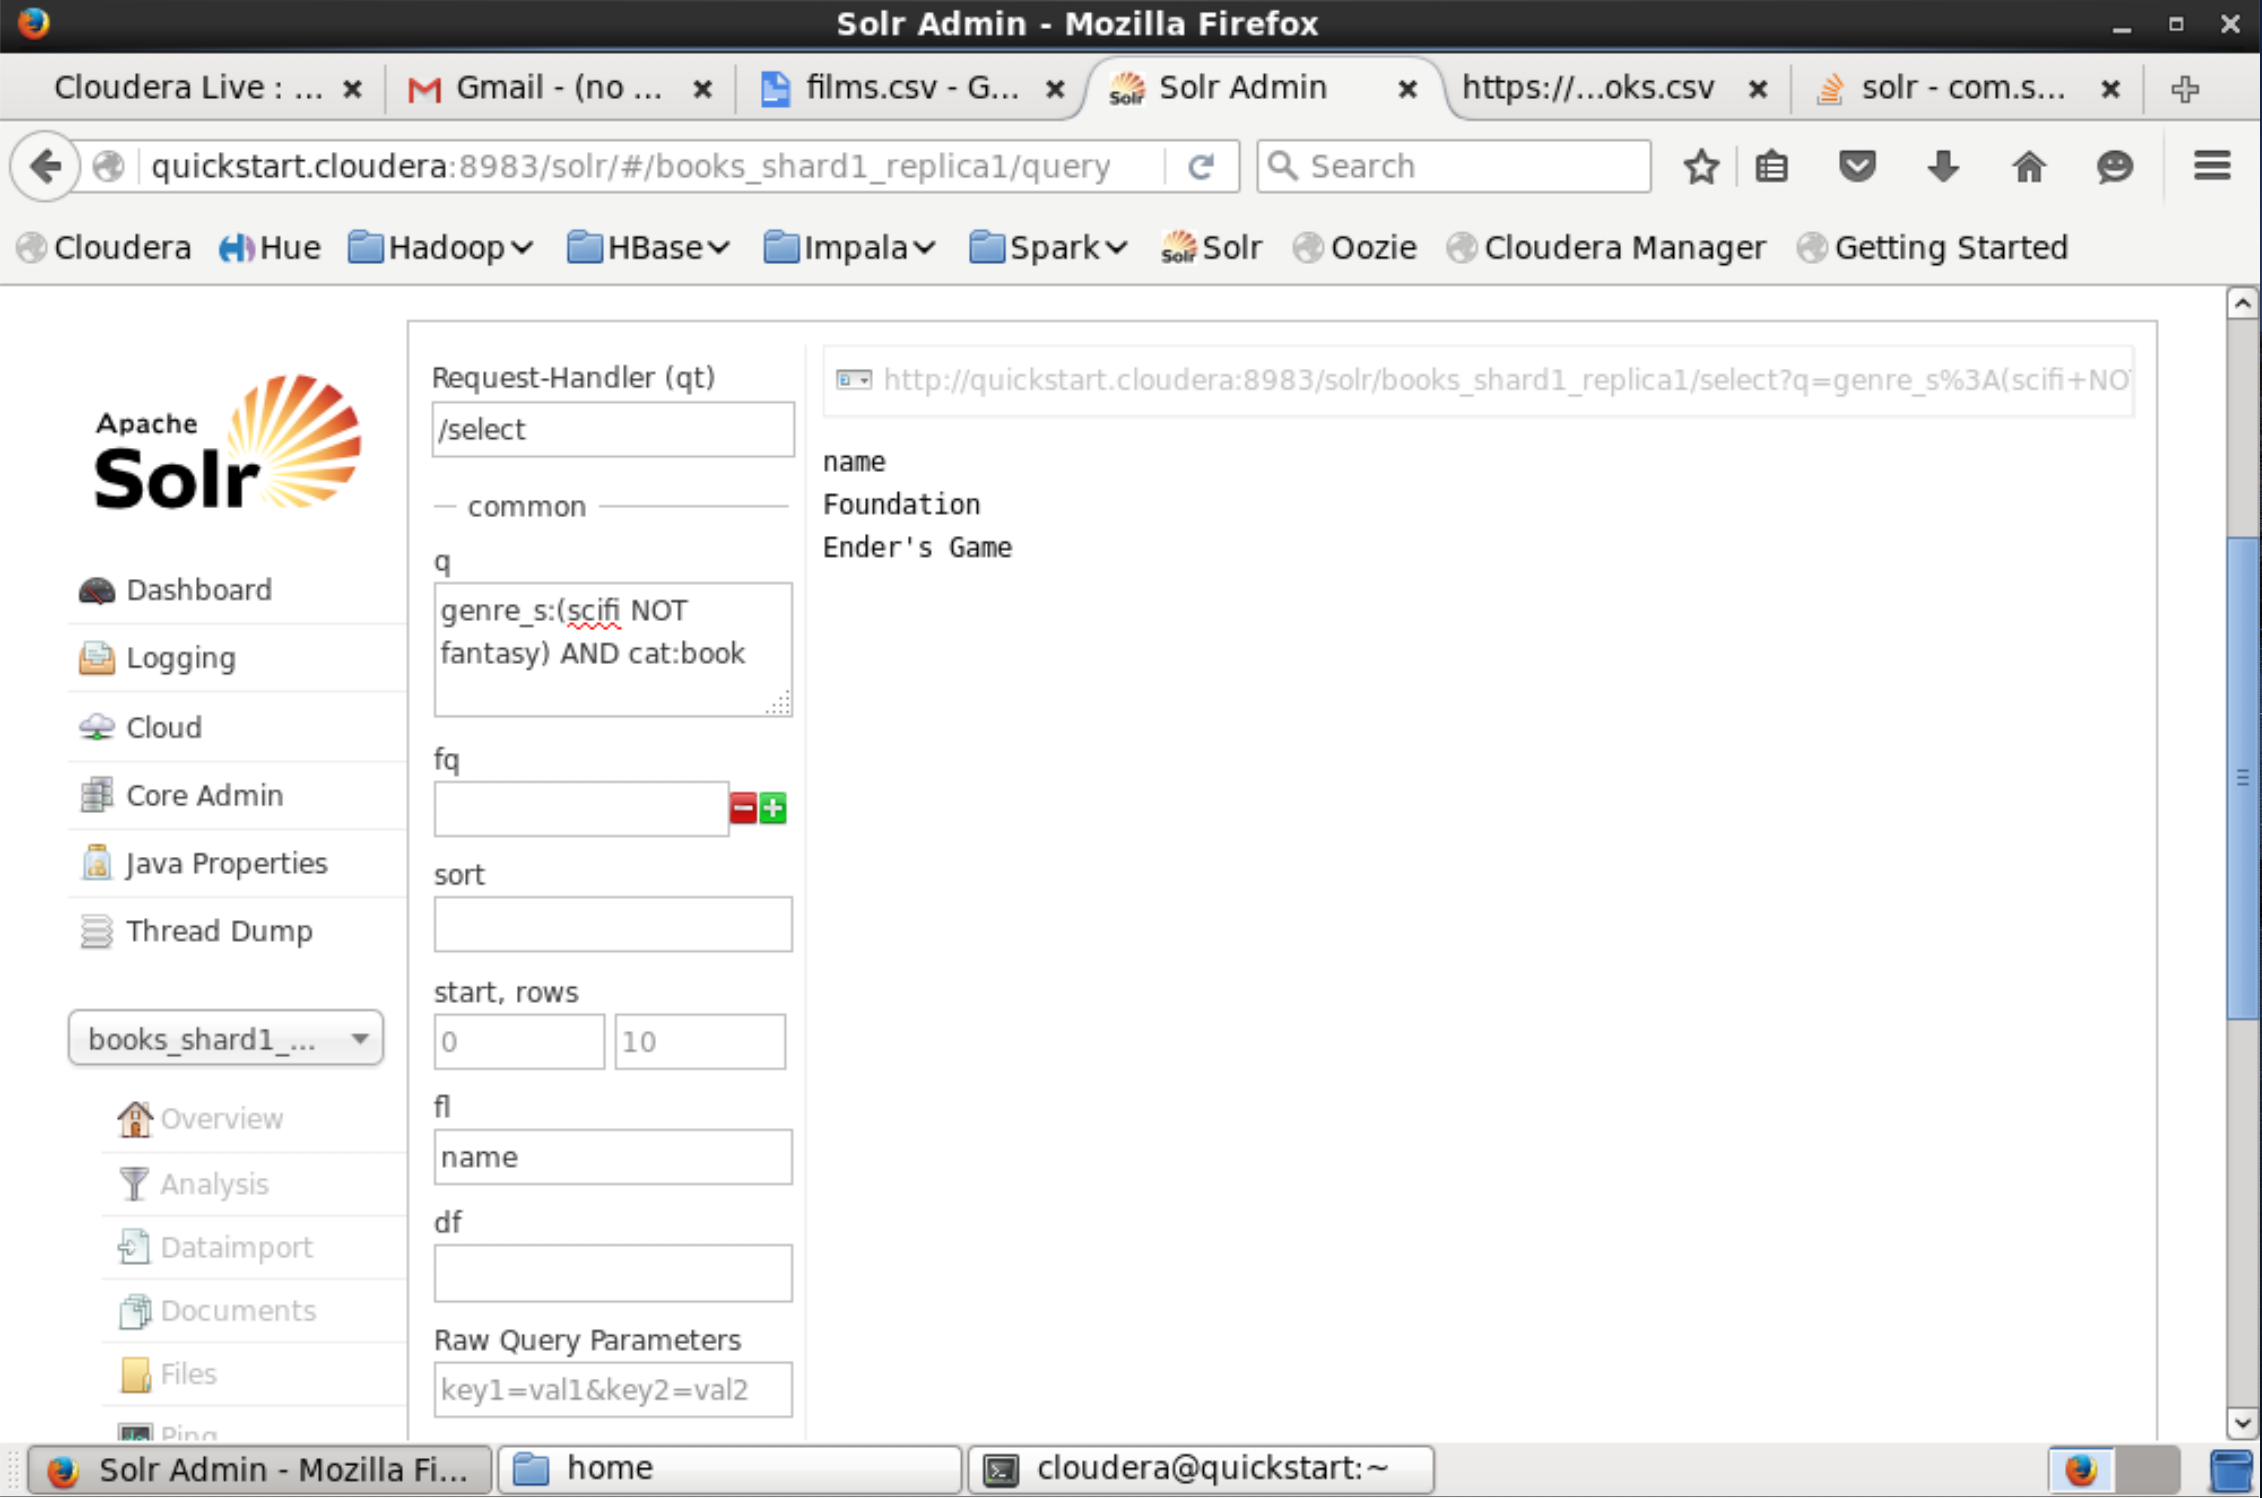 Solr Admin - Mozilla Firefox
Cloudera Live : ...
Gmail - (no ...
films.csv - G...
Solr Admin
https://...oks.csv
solr - com.s...
quickstart.cloudera:8983/solr/#/books_shard1_replica1/query
Search
Cloudera
Hue
Hadoop
HBase
Impala
Spark
Solr
Oozie
Cloudera Manager
Getting Started
Apache
Solr
Dashboard
Logging
Cloud
Core Admin
Java Properties
Thread Dump
books_shard1_...
Overview
Analysis
Dataimport
Documents
Files
Ping
Request-Handler (qt)
/select
common
q
genre_s:(scifi NOT
fantasy) AND cat:book
fq
sort
start, rows
0
10
fl
name
df
Raw Query Parameters
key1=val1&key2=val2
http://quickstart.cloudera:8983/solr/books_shard1_replica1/select?q=genre_s%3A(scifi+NO
name
Foundation
Ender's Game
Solr Admin - Mozilla Fi...
home
cloudera@quickstart:~